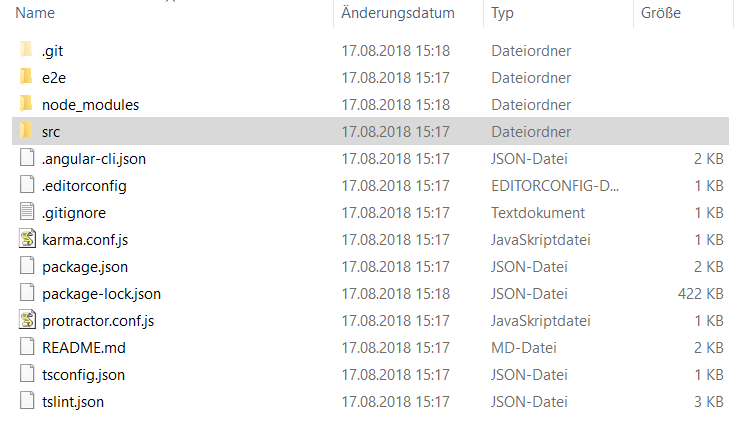 Name Änderungsdatum Typ Größe
.git 17.08.2018 15:18 Dateiordner
e2e 17.08.2018 15:17 Dateiordner
node_modules 17.08.2018 15:18 Dateiordner
src 17.08.2018 15:17 Dateiordner
.angular-cli.json 17.08.2018 15:17 JSON-Datei 2 KB
.editorconfig 17.08.2018 15:17 EDITORCONFIG-D... 1 KB
.gitignore 17.08.2018 15:17 Textdokument 1 KB
karma.conf.js 17.08.2018 15:17 JavaSkriptdatei 1 KB
package.json 17.08.2018 15:17 JSON-Datei 2 KB
package-lock.json 17.08.2018 15:18 JSON-Datei 422 KB
protractor.conf.js 17.08.2018 15:17 JavaSkriptdatei 1 KB
README.md 17.08.2018 15:17 MD-Datei 2 KB
tsconfig.json 17.08.2018 15:17 JSON-Datei 1 KB
tslint.json 17.08.2018 15:17 JSON-Datei 3 KB